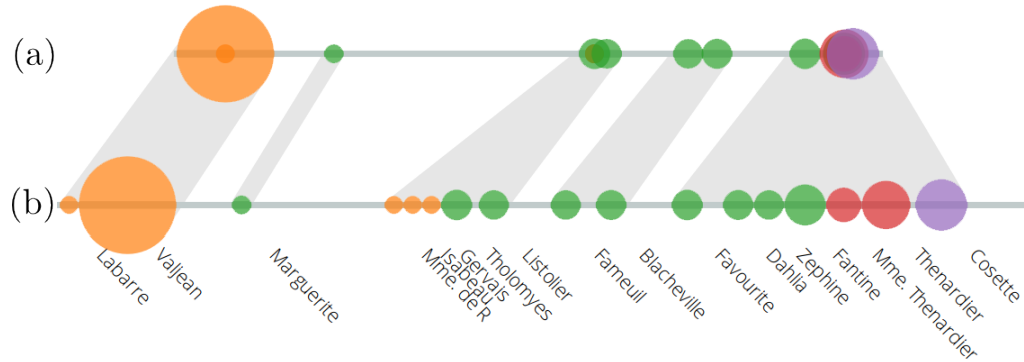 (a)
(b)
Labarre
Valjean
Marguerite
Mme. de R
Isabeau
Gervais
Tholomyes
Listolier
Fameuil
Blacheville
Favourite
Dahlia
Zephine
Fantine
Mme. Thenardier
Thenardier
Cosette